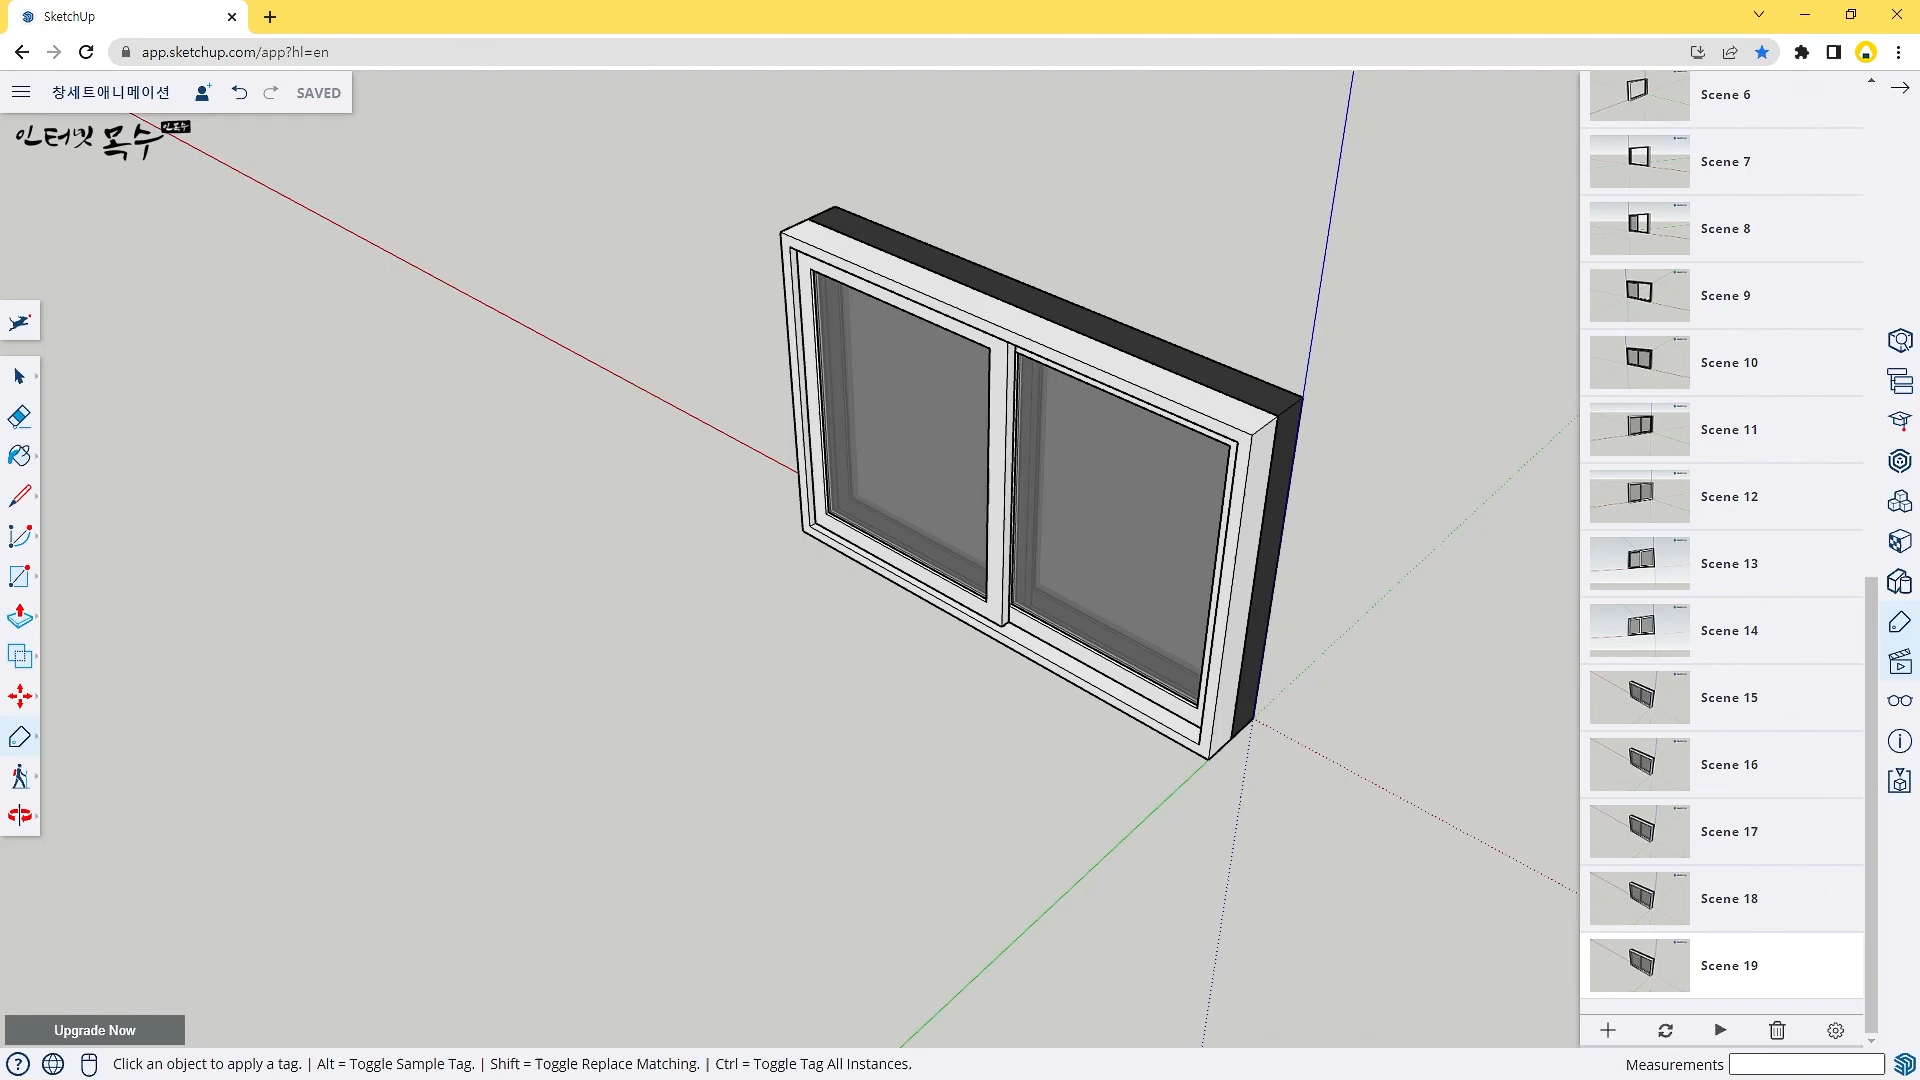 SketchUp
app.sketchup.com/app?hl=en
창세트애니메이션
SAVED
인터넷 목수
Scene 6
Scene 7
Scene 8
Scene 9
Scene 10
Scene 11
Scene 12
Scene 13
Scene 14
Scene 15
Scene 16
Scene 17
Scene 18
Scene 19
Upgrade Now
Click an object to apply a tag. | Alt = Toggle Sample Tag. | Shift = Toggle Replace Matching. | Ctrl = Toggle Tag All Instances.
Measurements